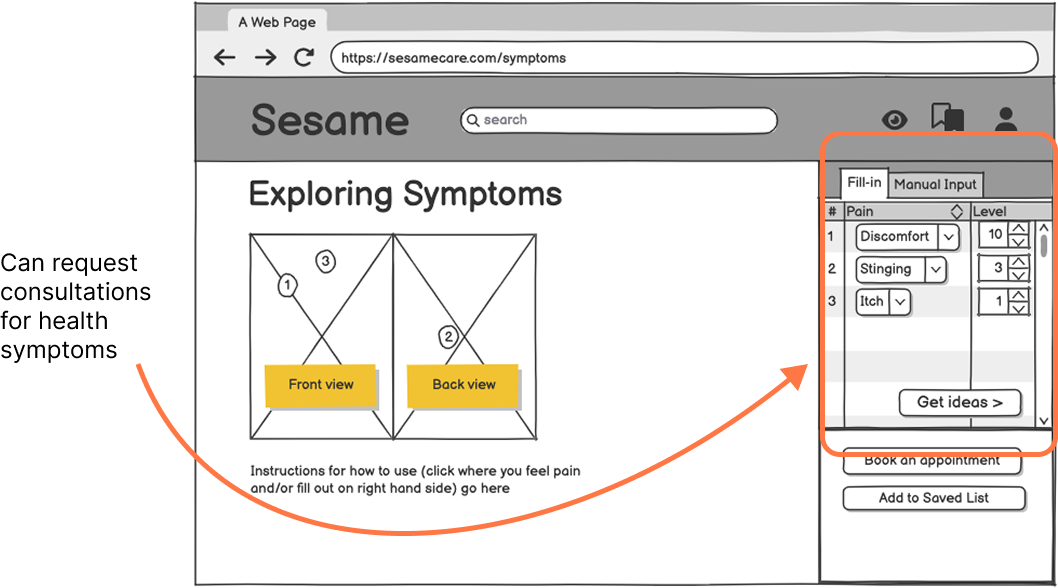 A Web Page
https://sesamecare.com/symptoms
Sesame
search
Exploring Symptoms
Fill-in
Manual Input
# Pain Level
1 Discomfort 10
2 Stinging 3
3 Itch 1
Get ideas >
Book an appointment
Add to Saved List
3
1
2
Front view
Back view
Instructions for how to use (click where you feel pain
and/or fill out on right hand side) go here
Can request
consultations
for health
symptoms